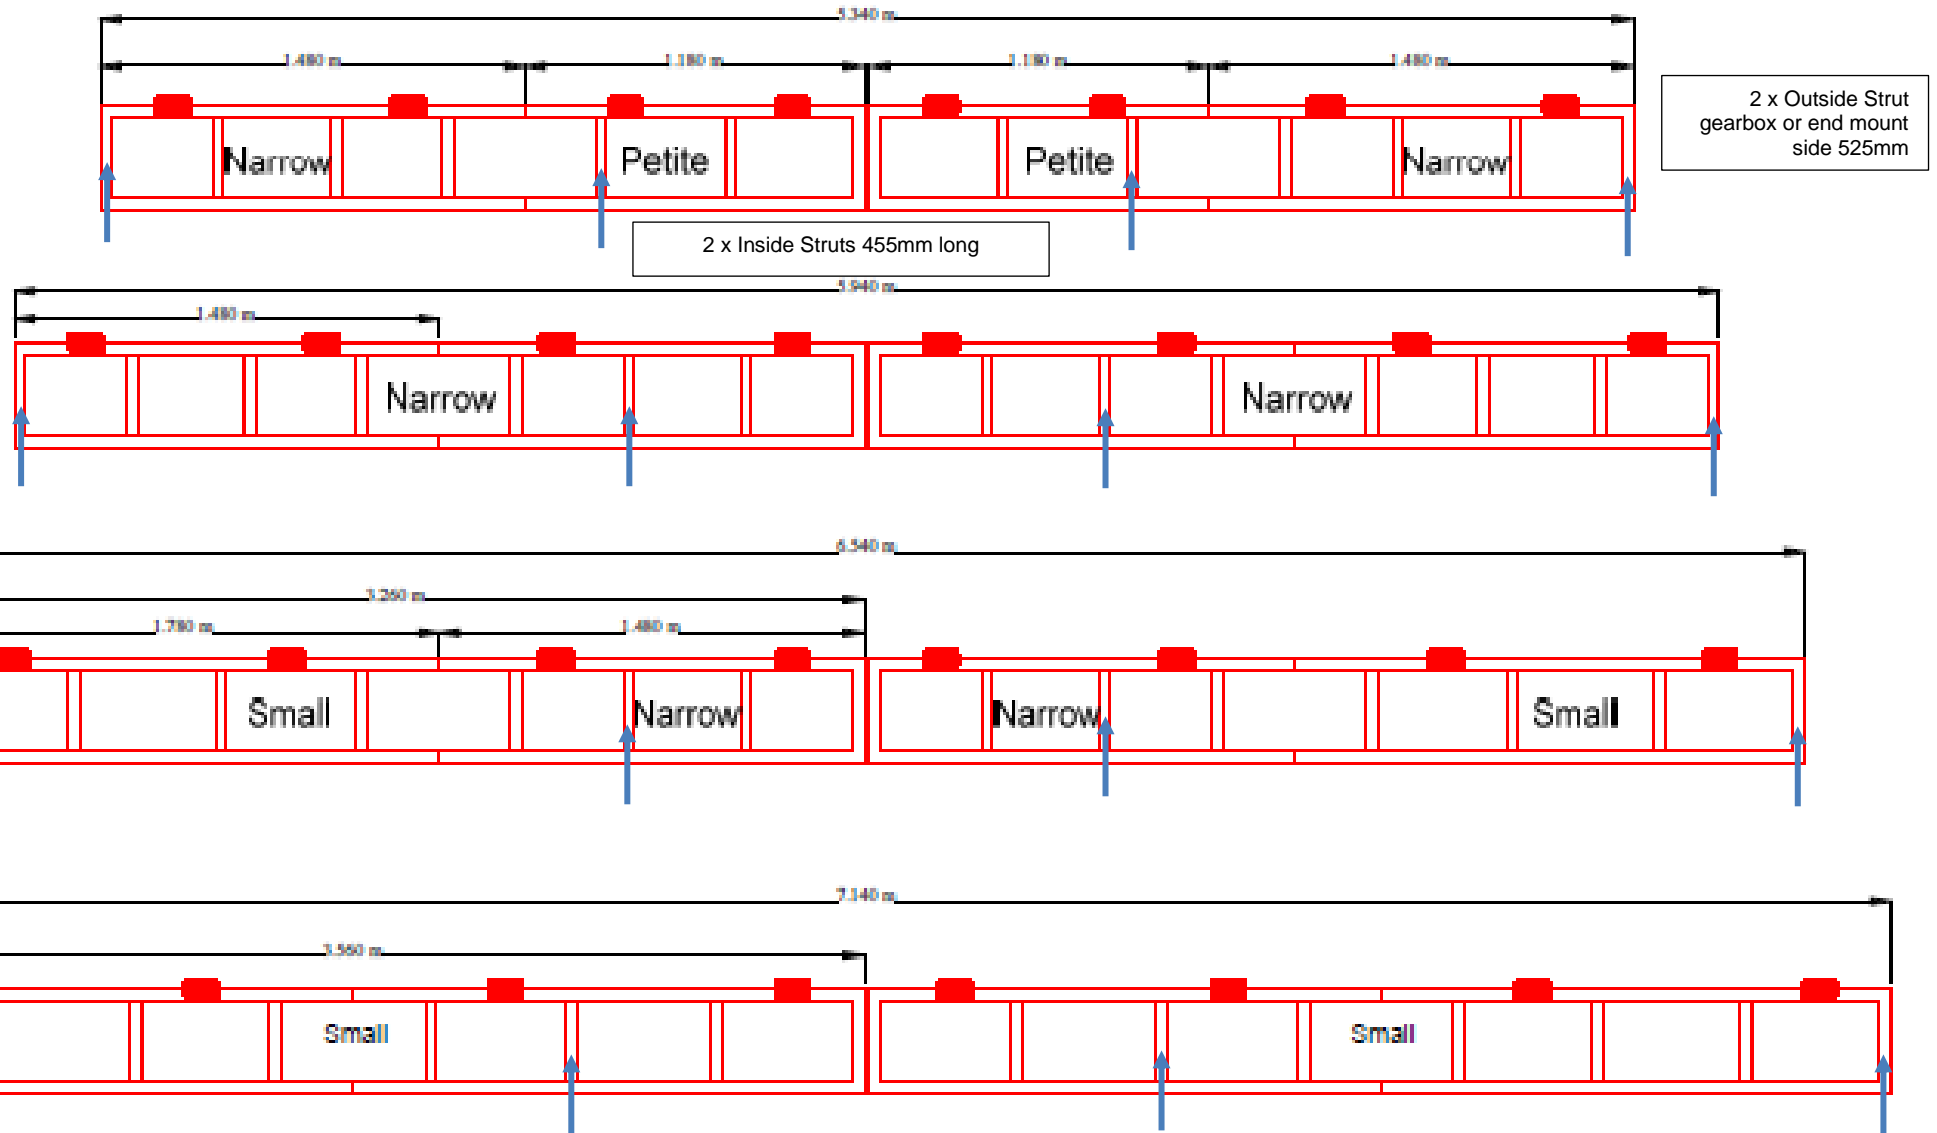 5.340 m
1.480 m 1.180 m 1.180 m 1.480 m
2 x Outside Strut
gearbox or end mount
side 525mm
Narrow Petite Petite Narrow
2 x Inside Struts 455mm long
5.940 m
1.480 m
Narrow Narrow
6.540 m
3.260 m
1.780 m 1.480 m
Small Narrow Narrow Small
7.140 m
3.560 m
Small Small